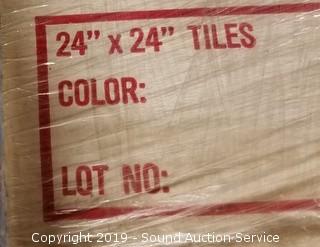 24" x 24" TILES
COLOR:
LOT NO:
Copyright 2019 - Sound Auction Service